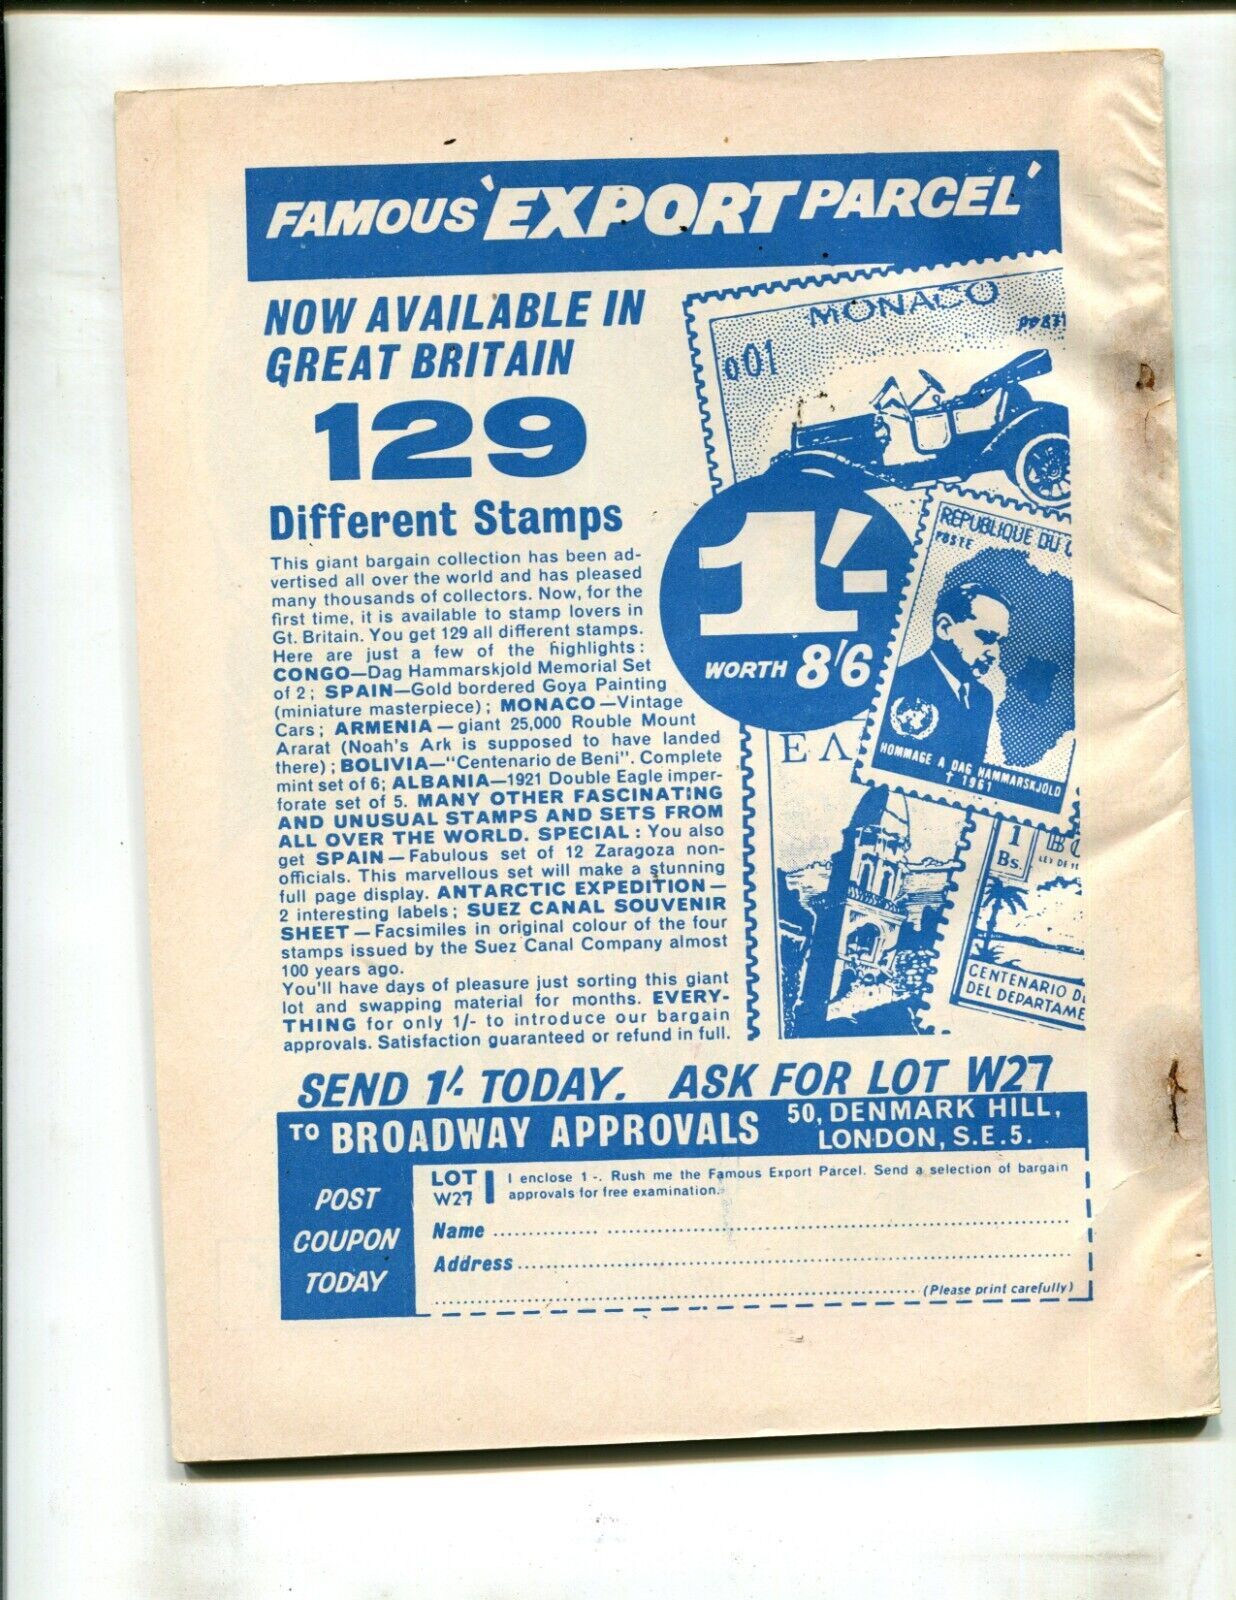 FAMOUS 'EXPORT PARCEL'
NOW AVAILABLE IN
GREAT BRITAIN
129
Different Stamps
This giant bargain collection has been ad-
vertised all over the world and has pleased
many thousands of collectors. Now, for the
first time, it is available to stamp lovers in
Gt. Britain. You get 129 all different stamps.
Here are just a few of the highlights:
CONGO—Dag Hammarskjold Memorial Set
of 2; SPAIN—Gold bordered Goya Painting
(miniature masterpiece); MONACO—Vintage
Cars; ARMENIA—giant 25,000 Rouble Mount
Ararat (Noah's Ark is supposed to have landed
there); BOLIVIA—"Centenario de Beni". Complete
mint set of 6; ALBANIA—1921 Double Eagle imper-
forate set of 5. MANY OTHER FASCINATING
AND UNUSUAL STAMPS AND SETS FROM
ALL OVER THE WORLD. SPECIAL: You also
get SPAIN—Fabulous set of 12 Zaragoza non-
officials. This marvellous set will make a stunning
full page display. ANTARCTIC EXPEDITION—
2 interesting labels; SUEZ CANAL SOUVENIR
SHEET—Facsimiles in original colour of the four
stamps issued by the Suez Canal Company almost
100 years ago.
You'll have days of pleasure just sorting this giant
lot and swapping material for months. EVERY-
THING for only 1/- to introduce our bargain
approvals. Satisfaction guaranteed or refund in full.
MONACO
POST
0,01
1/-
WORTH 8/6
REPUBLIQUE DU C
POSTE
HOMMAGE A DAG HAMMARSKJOLD
† 1961
ΕΛΛ
1
Bs.
BO
LEY DE
CENTENARIO D
DEL DEPARTAME
SEND 1/- TODAY. ASK FOR LOT W27
TO BROADWAY APPROVALS
50, DENMARK HILL,
LONDON, S.E.5.
POST
COUPON
TODAY
LOT
W27
I enclose 1 -. Rush me the Famous Export Parcel. Send a selection of bargain
approvals for free examination.
Name
Address
(Please print carefully)